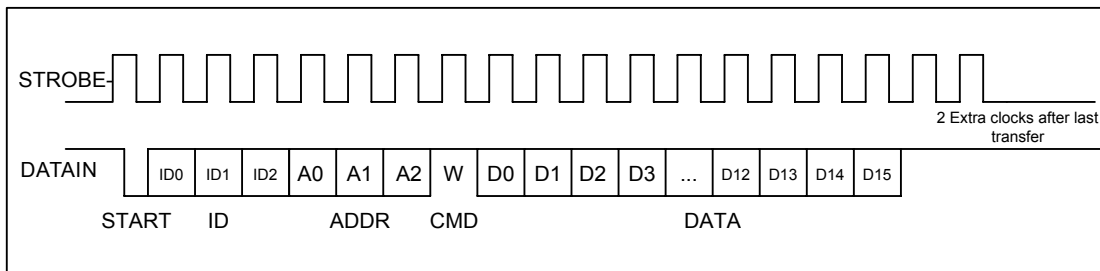 STROBE-
2 Extra clocks after last
transfer
DATAIN ID0 ID1 ID2 A0 A1 A2 W D0 D1 D2 D3 ... D12 D13 D14 D15
START ID ADDR CMD DATA